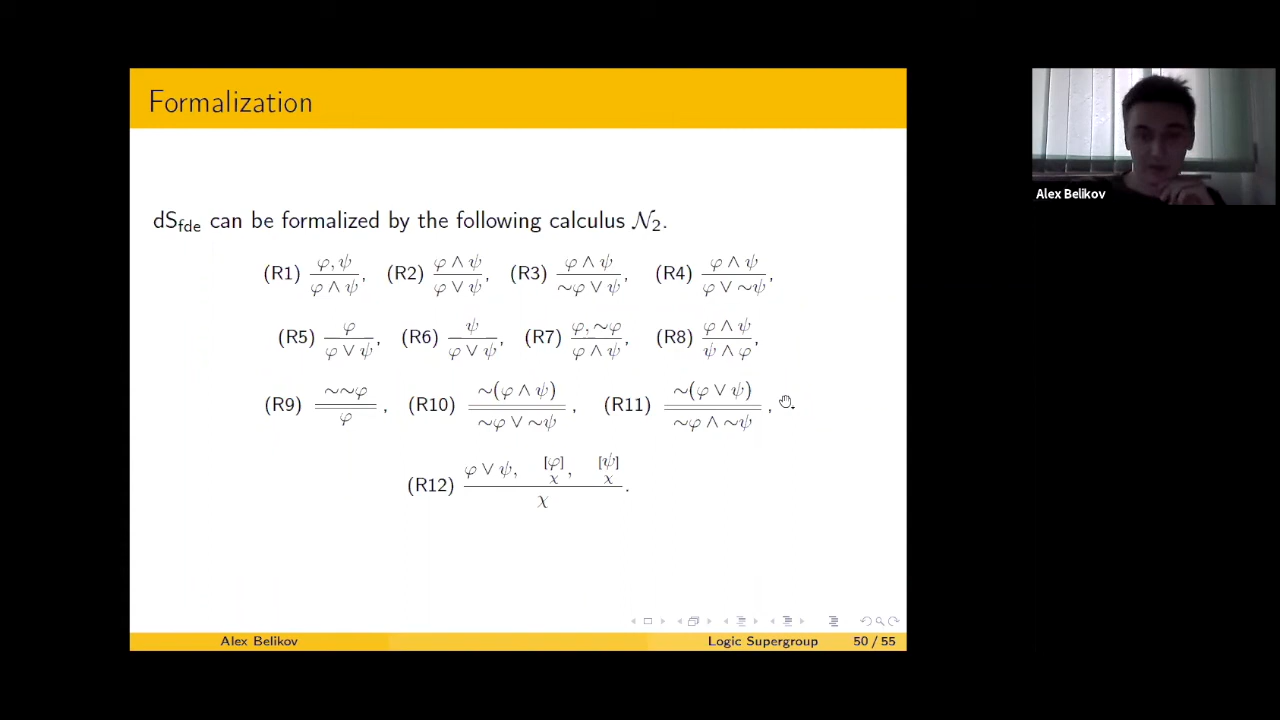 Formalization
Alex Belikov
dS_fde can be formalized by the following calculus 𝒩₂.
(R1) φ, ψ / φ ∧ ψ, (R2) φ ∧ ψ / φ ∨ ψ, (R3) φ ∧ ψ / ∼φ ∨ ψ, (R4) φ ∧ ψ / φ ∨ ∼ψ,
(R5) φ / φ ∨ ψ, (R6) ψ / φ ∨ ψ, (R7) φ, ∼φ / φ ∧ ψ, (R8) φ ∧ ψ / ψ ∧ φ,
(R9) ∼∼φ // φ, (R10) ∼(φ ∧ ψ) // ∼φ ∨ ∼ψ, (R11) ∼(φ ∨ ψ) // ∼φ ∧ ∼ψ,
(R12) φ ∨ ψ, [φ] χ, [ψ] χ / χ.
Alex Belikov Logic Supergroup 50 / 55